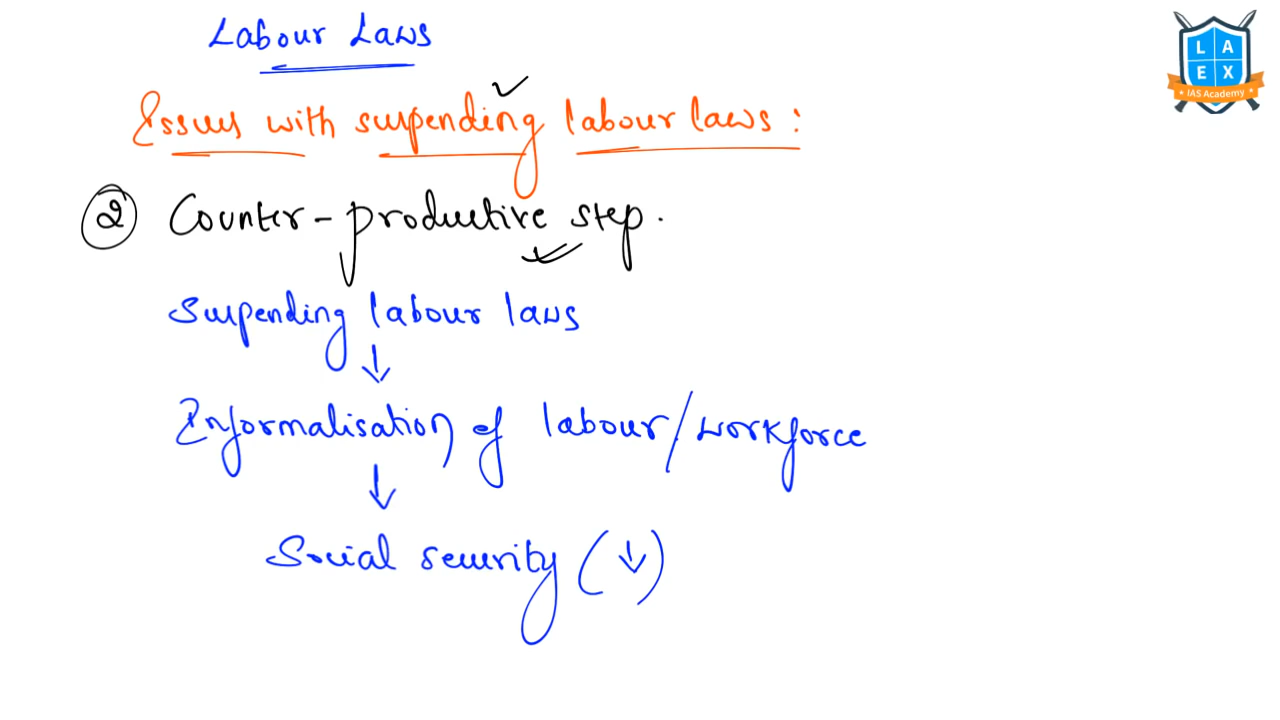 Labour Laws
Issues with suspending labour laws:
② Counter-productive step.
Suspending labour laws
↓
Informalisation of labour/workforce
↓
Social security (↓)
L A
E X
IAS Academy